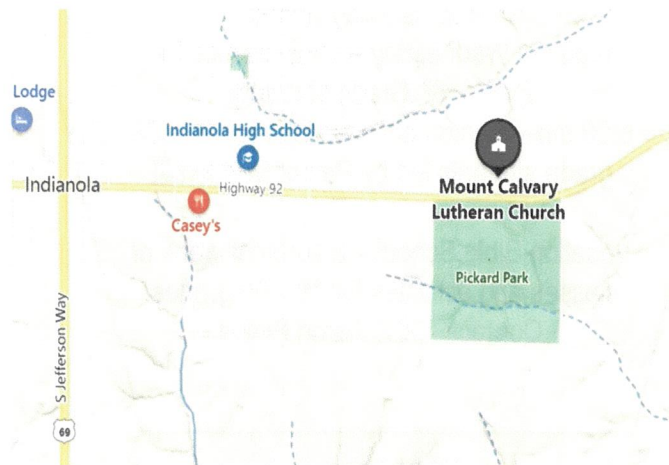 Lodge
Indianola High School
Indianola
Highway 92
Casey's
Mount Calvary
Lutheran Church
Pickard Park
S Jefferson Way
69